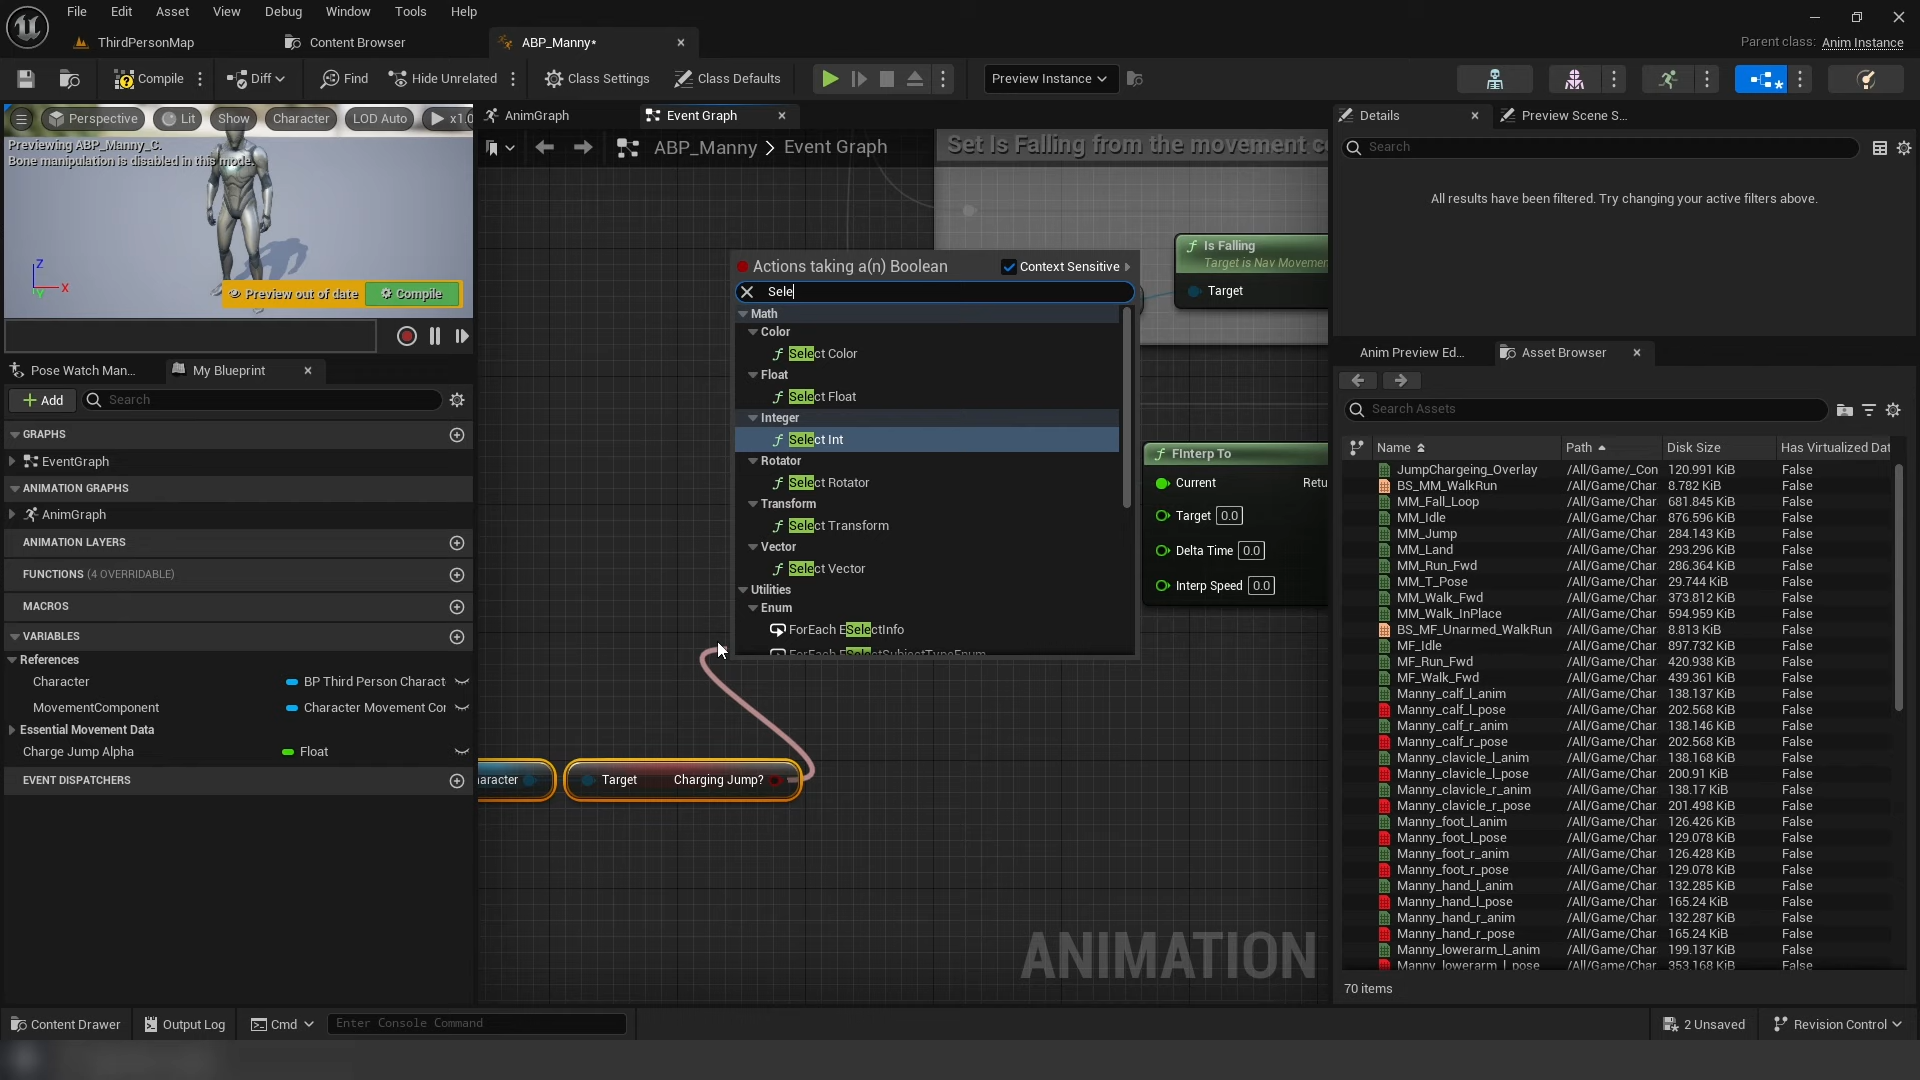 File Edit Asset View Debug Window Tools Help
ThirdPersonMap Content Browser ABP_Manny* Parent class: Anim Instance
Compile Diff Find Hide Unrelated Class Settings Class Defaults Preview Instance
Perspective Lit Show Character LOD Auto x1.0
Previewing ABP_Manny_C.
Bone manipulation is disabled in this mode.
Z
X
Y
Preview out of date Compile
Pose Watch Man... My Blueprint
Add Search
GRAPHS
EventGraph
ANIMATION GRAPHS
AnimGraph
ANIMATION LAYERS
FUNCTIONS (4 OVERRIDABLE)
MACROS
VARIABLES
References
Character BP Third Person Charact
MovementComponent Character Movement Cor
Essential Movement Data
Charge Jump Alpha Float
EVENT DISPATCHERS
AnimGraph Event Graph
ABP_Manny > Event Graph
Set Is Falling from the movement c
Is Falling
Target is Nav Movemen
Target
Actions taking a(n) Boolean Context Sensitive
Sele
Math
Color
Select Color
Float
Select Float
Integer
Select Int
Rotator
Select Rotator
Transform
Select Transform
Vector
Select Vector
Utilities
Enum
ForEach ESelectInfo
ForEach ESelectSubjectTypeEnum
FInterp To
Current Retu
Target 0.0
Delta Time 0.0
Interp Speed 0.0
aracter Target Charging Jump?
ANIMATION
Details Preview Scene S...
Search
All results have been filtered. Try changing your active filters above.
Anim Preview Ed... Asset Browser
Search Assets
Name Path Disk Size Has Virtualized Dat
JumpChargeing_Overlay /All/Game/_Con 120.991 KiB False
BS_MM_WalkRun /All/Game/Char 8.782 KiB False
MM_Fall_Loop /All/Game/Char 681.845 KiB False
MM_Idle /All/Game/Char 876.596 KiB False
MM_Jump /All/Game/Char 284.143 KiB False
MM_Land /All/Game/Char 293.296 KiB False
MM_Run_Fwd /All/Game/Char 286.364 KiB False
MM_T_Pose /All/Game/Char 29.744 KiB False
MM_Walk_Fwd /All/Game/Char 373.812 KiB False
MM_Walk_InPlace /All/Game/Char 594.959 KiB False
BS_MF_Unarmed_WalkRun /All/Game/Char 8.813 KiB False
MF_Idle /All/Game/Char 897.732 KiB False
MF_Run_Fwd /All/Game/Char 420.938 KiB False
MF_Walk_Fwd /All/Game/Char 439.361 KiB False
Manny_calf_l_anim /All/Game/Char 138.137 KiB False
Manny_calf_l_pose /All/Game/Char 202.568 KiB False
Manny_calf_r_anim /All/Game/Char 138.146 KiB False
Manny_calf_r_pose /All/Game/Char 202.568 KiB False
Manny_clavicle_l_anim /All/Game/Char 138.168 KiB False
Manny_clavicle_l_pose /All/Game/Char 200.91 KiB False
Manny_clavicle_r_anim /All/Game/Char 138.17 KiB False
Manny_clavicle_r_pose /All/Game/Char 201.498 KiB False
Manny_foot_l_anim /All/Game/Char 126.426 KiB False
Manny_foot_l_pose /All/Game/Char 129.078 KiB False
Manny_foot_r_anim /All/Game/Char 126.428 KiB False
Manny_foot_r_pose /All/Game/Char 129.078 KiB False
Manny_hand_l_anim /All/Game/Char 132.285 KiB False
Manny_hand_l_pose /All/Game/Char 165.24 KiB False
Manny_hand_r_anim /All/Game/Char 132.287 KiB False
Manny_hand_r_pose /All/Game/Char 165.24 KiB False
Manny_lowerarm_l_anim /All/Game/Char 199.137 KiB False
Manny_lowerarm_l_pose /All/Game/Char 353.168 KiB False
70 items
Content Drawer Output Log Cmd Enter Console Command 2 Unsaved Revision Control